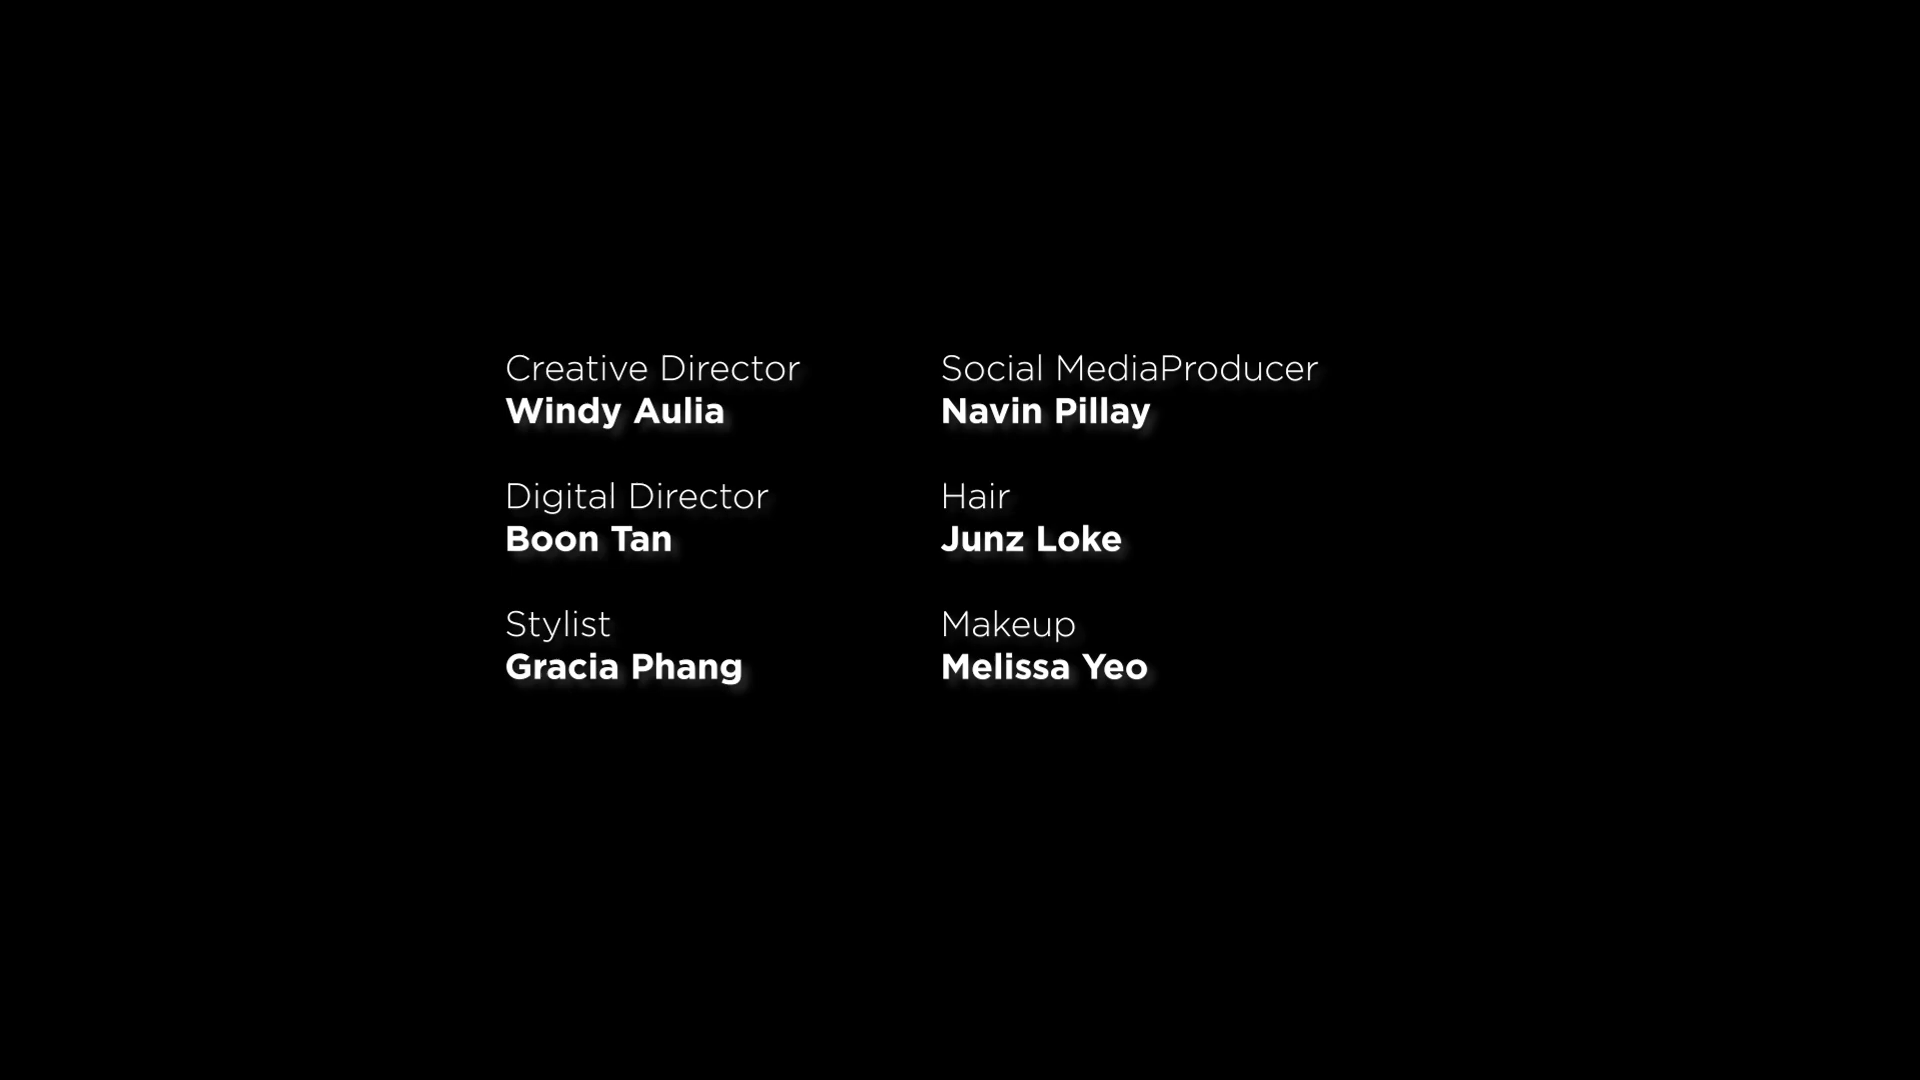 Creative Director
Windy Aulia
Digital Director
Boon Tan
Stylist
Gracia Phang
Social MediaProducer
Navin Pillay
Hair
Junz Loke
Makeup
Melissa Yeo